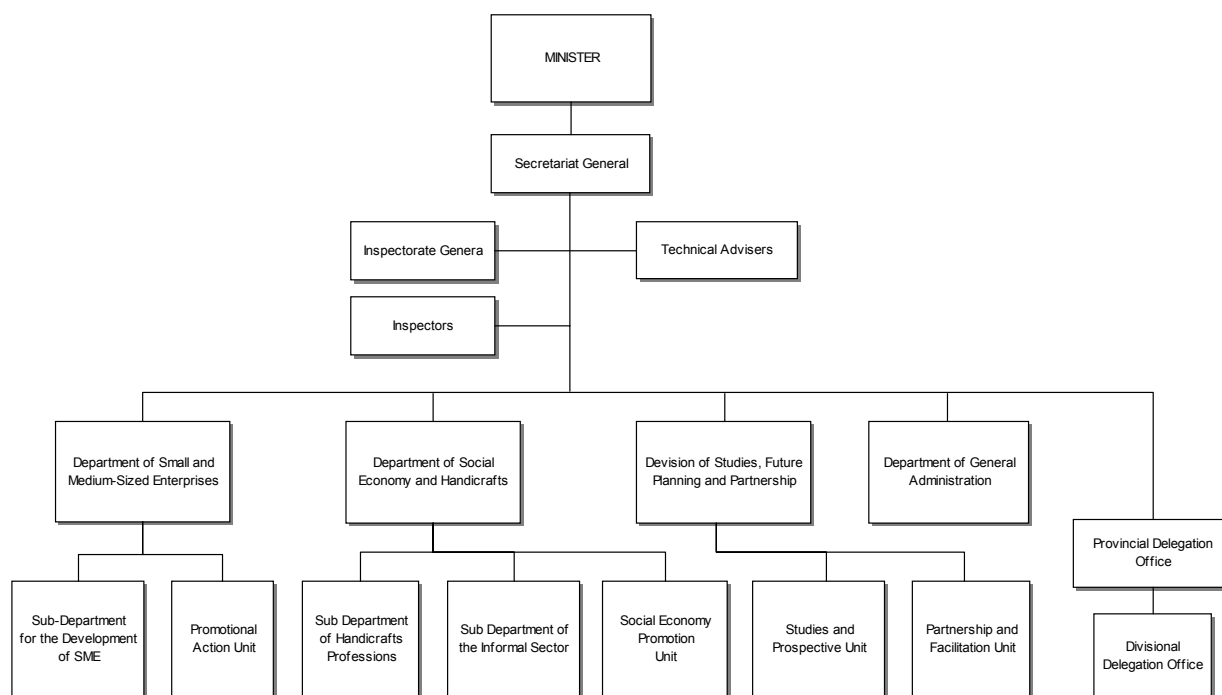 MINISTER
Secretariat General
Inspectorate Genera
Technical Advisers
Inspectors
Department of Small and
Medium-Sized Enterprises
Department of Social
Economy and Handicrafts
Devision of Studies, Future
Planning and Partnership
Department of General
Administration
Provincial Delegation
Office
Sub-Department
for the Development
of SME
Promotional
Action Unit
Sub Department
of Handicrafts
Professions
Sub Department of
the Informal Sector
Social Economy
Promotion
Unit
Studies and
Prospective Unit
Partnership and
Facilitation Unit
Divisional
Delegation Office